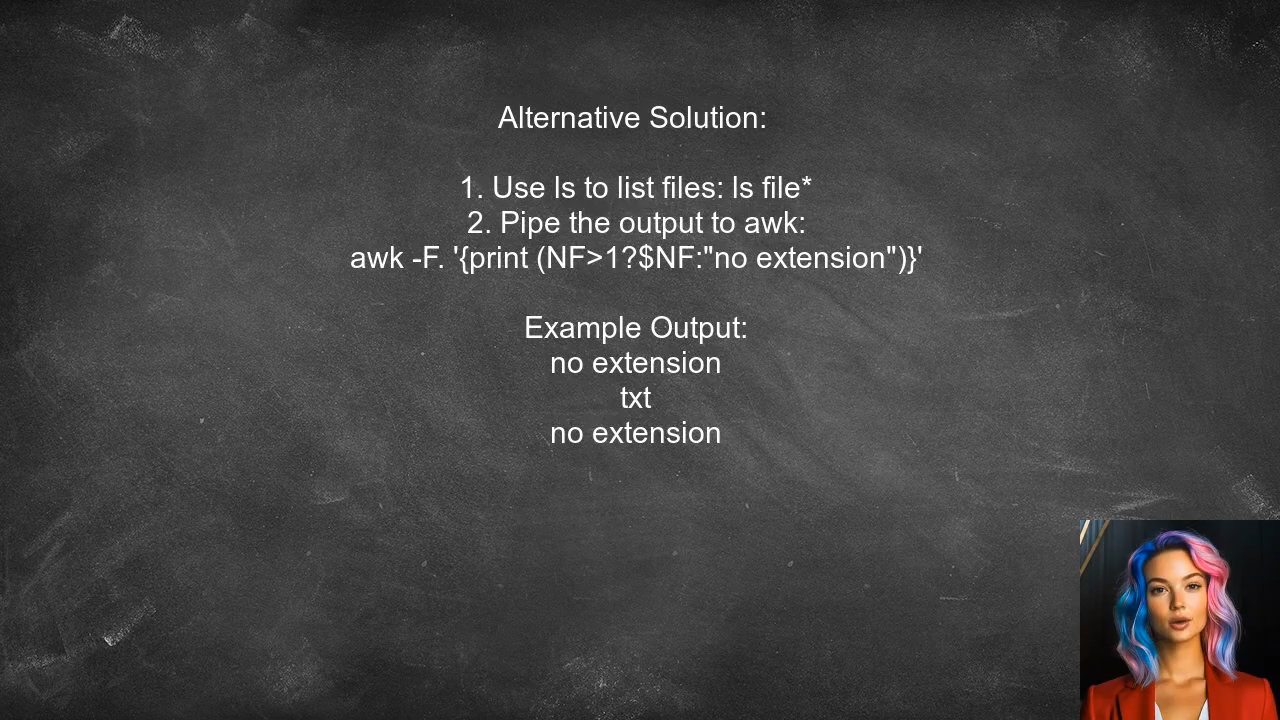 Alternative Solution:
1. Use ls to list files: ls file*
2. Pipe the output to awk:
awk -F. '{print (NF>1?$NF:"no extension")}'
Example Output:
no extension
txt
no extension